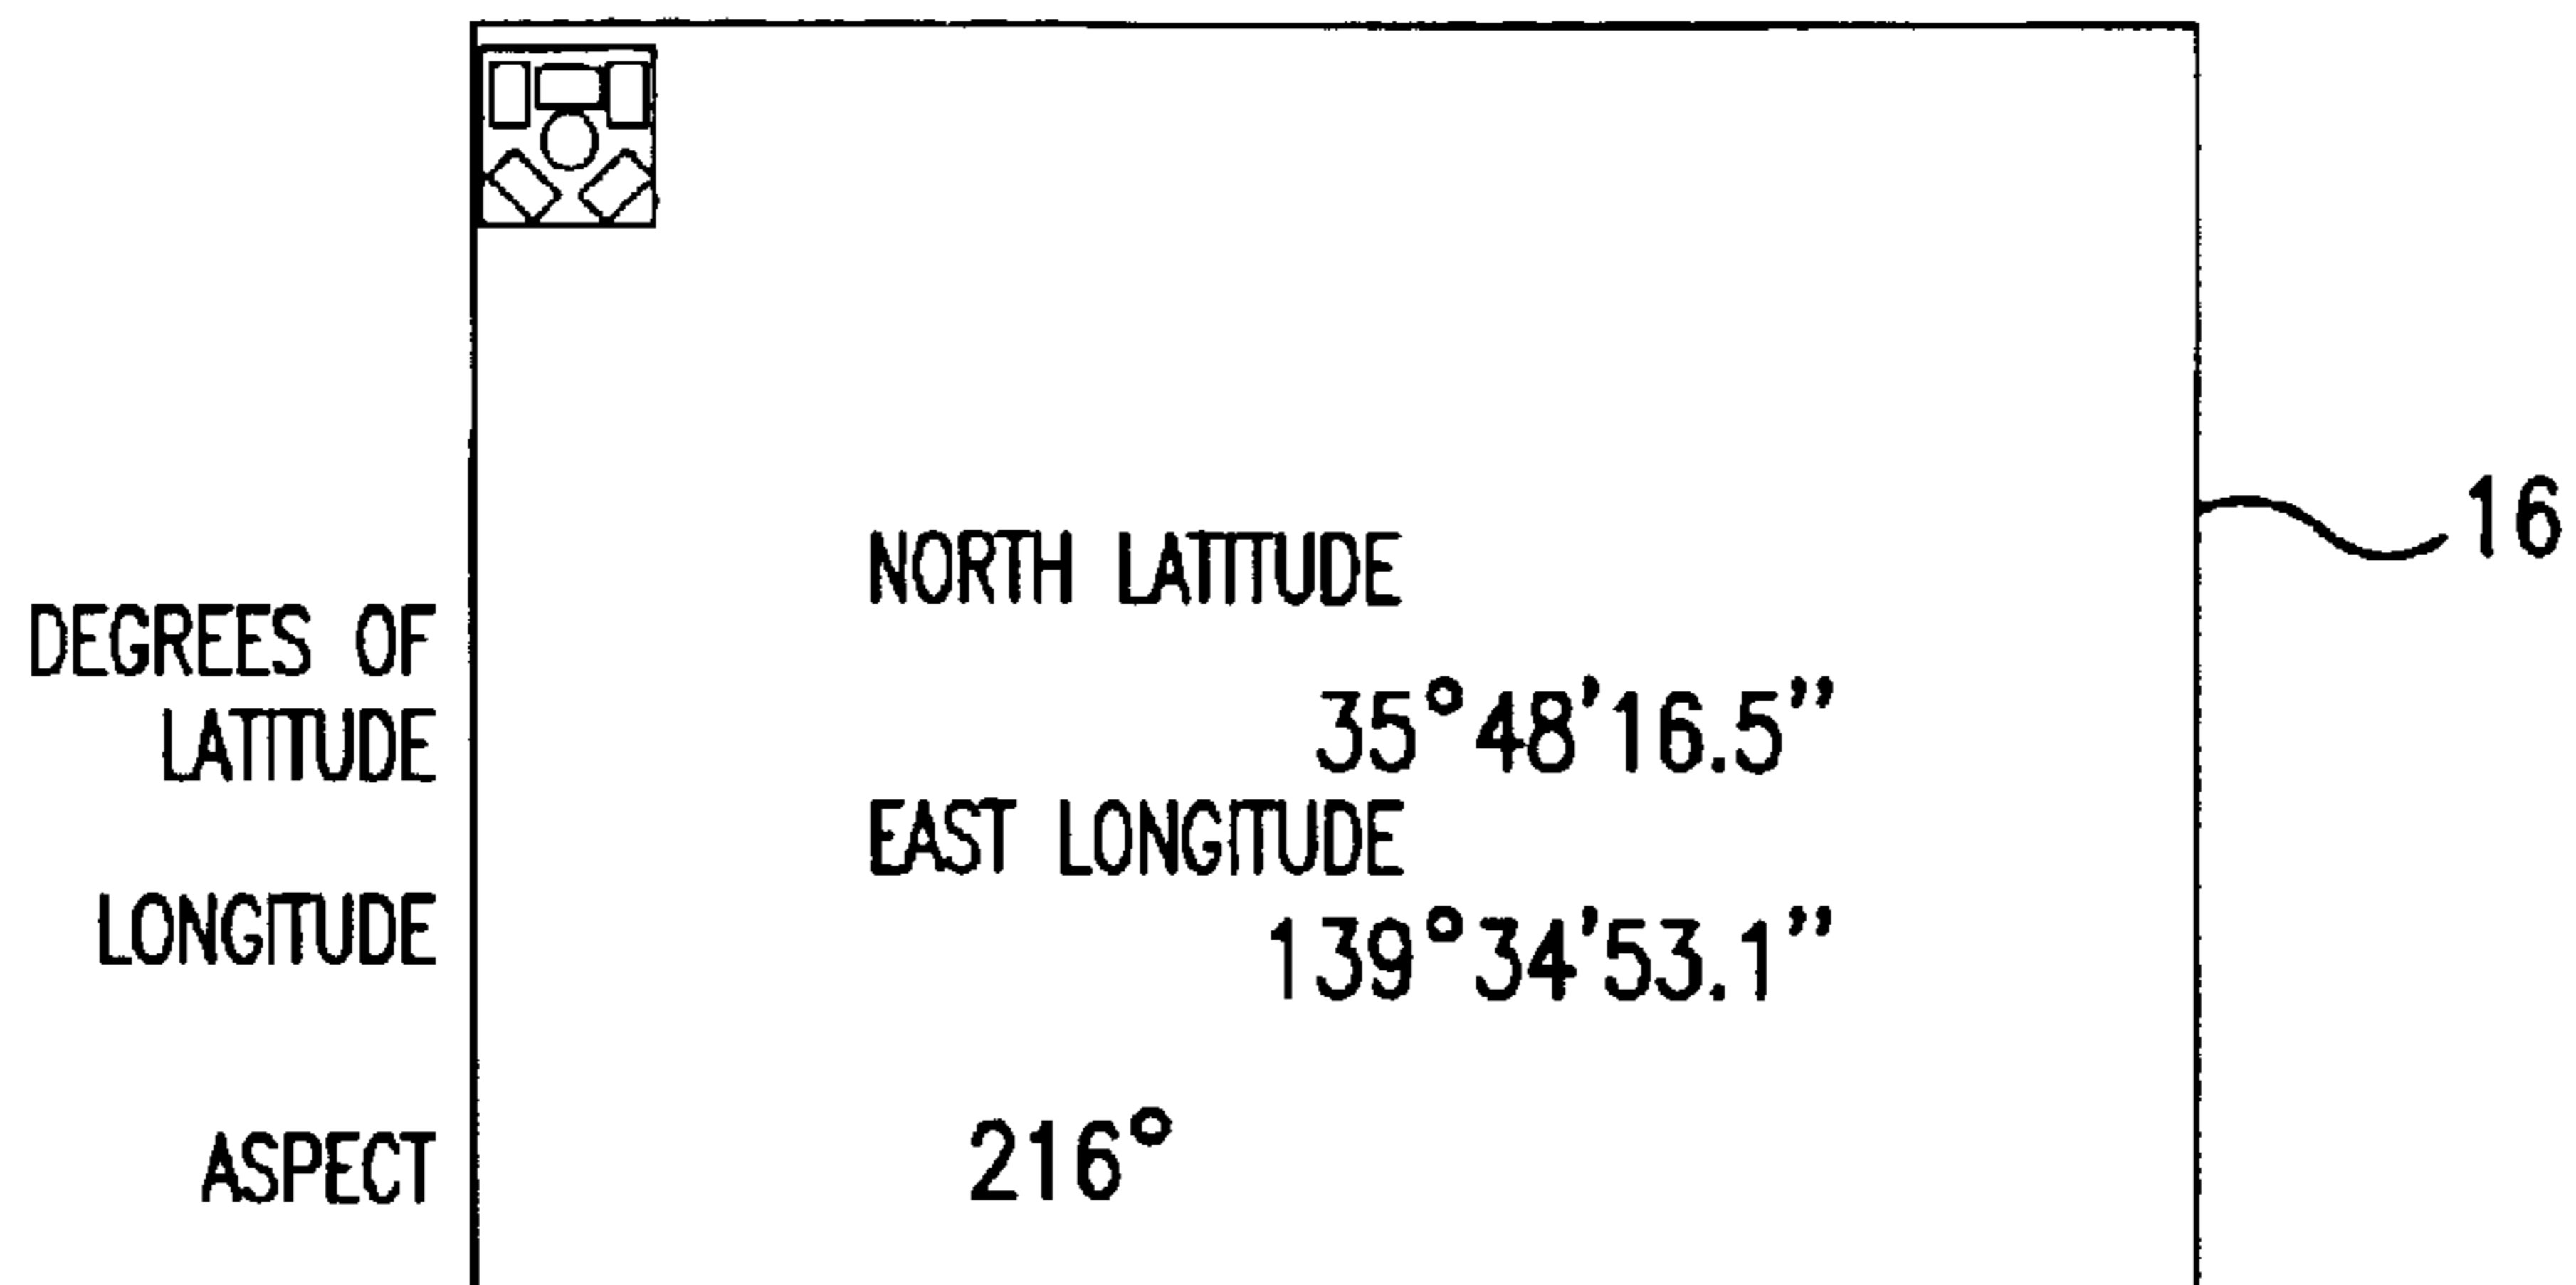 NORTH LATITUDE
16
DEGREES OF
LATITUDE
35°48'16.5"
EAST LONGITUDE
LONGITUDE
139°34'53.1"
ASPECT
216°